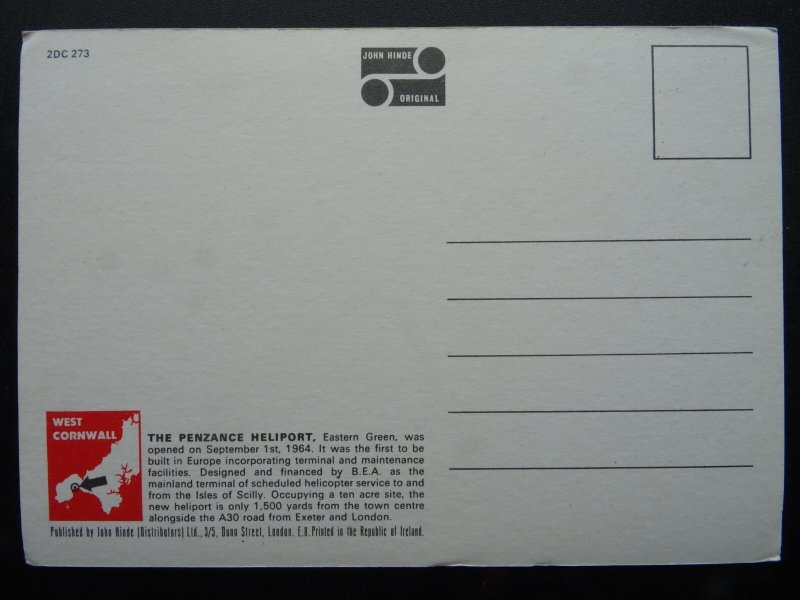 2DC 273
JOHN HINDE
ORIGINAL
WEST
CORNWALL
THE PENZANCE HELIPORT, Eastern Green, was
opened on September 1st, 1964. It was the first to be
built in Europe incorporating terminal and maintenance
facilities. Designed and financed by B.E.A. as the
mainland terminal of scheduled helicopter service to and
from the Isles of Scilly. Occupying a ten acre site, the
new heliport is only 1,500 yards from the town centre
alongside the A30 road from Exeter and London.
Published by John Hinde (Distributors) Ltd., 3/5, Dunn Street, London. E.8. Printed in the Republic of Ireland.